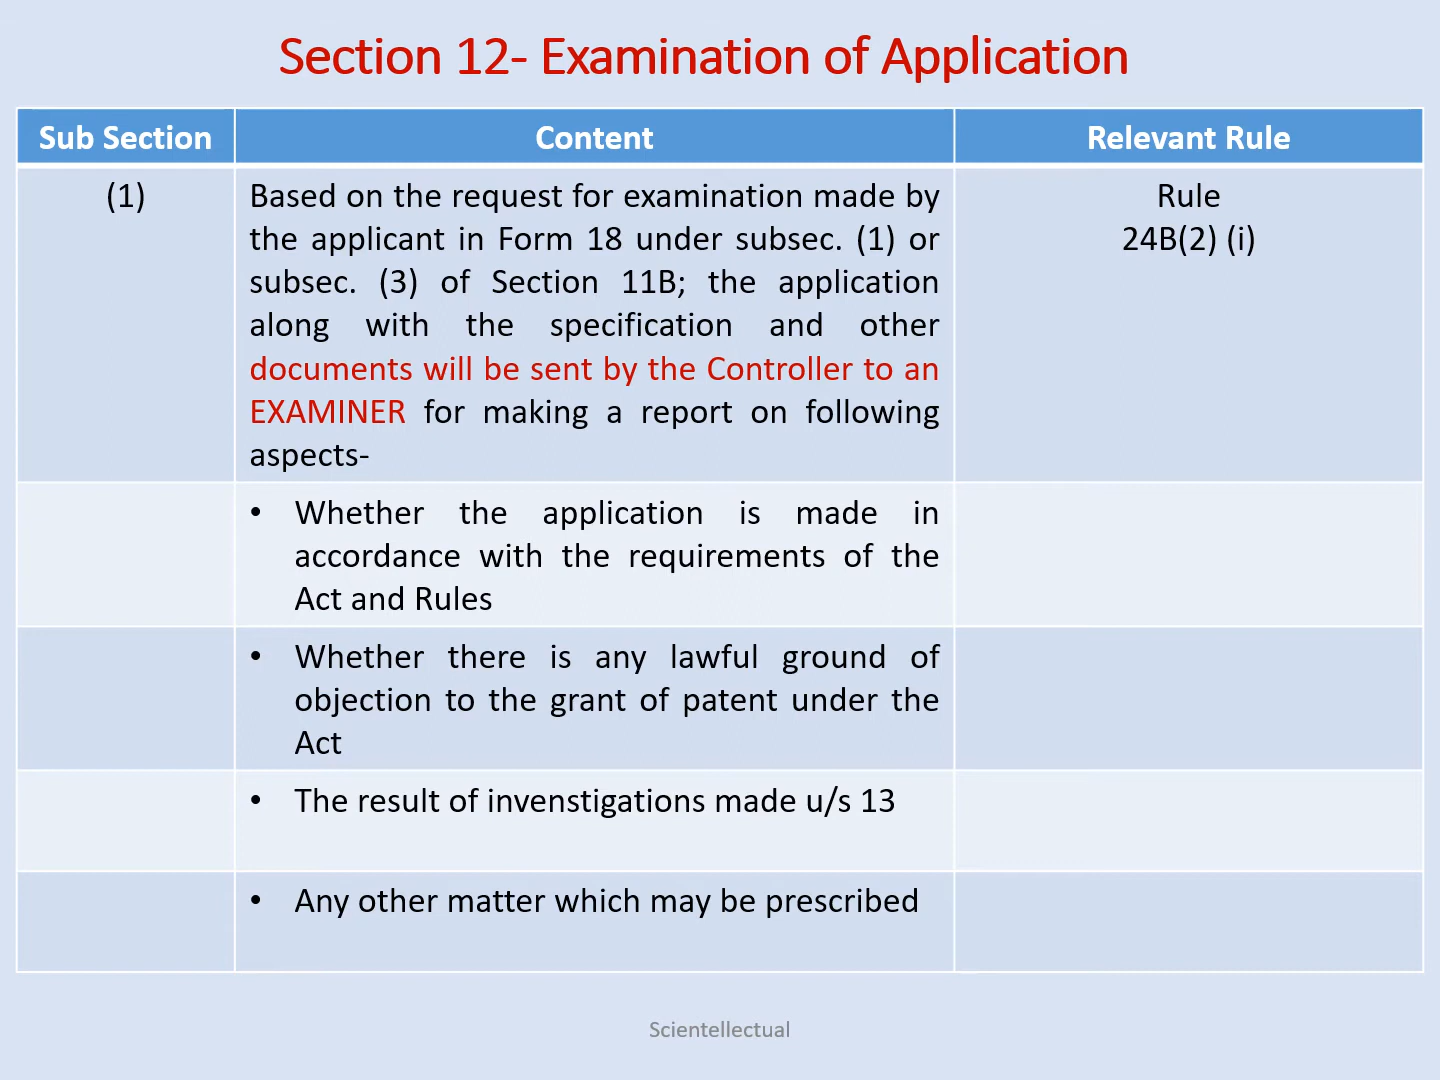 Section 12- Examination of Application
Sub Section
Content
Relevant Rule
(1)
Based on the request for examination made by
the applicant in Form 18 under subsec. (1) or
subsec. (3) of Section 11B; the application
along with the specification and other
documents will be sent by the Controller to an
EXAMINER for making a report on following
aspects-
Rule
24B(2) (i)
• Whether the application is made in
accordance with the requirements of the
Act and Rules
• Whether there is any lawful ground of
objection to the grant of patent under the
Act
• The result of invenstigations made u/s 13
• Any other matter which may be prescribed
Scientellectual